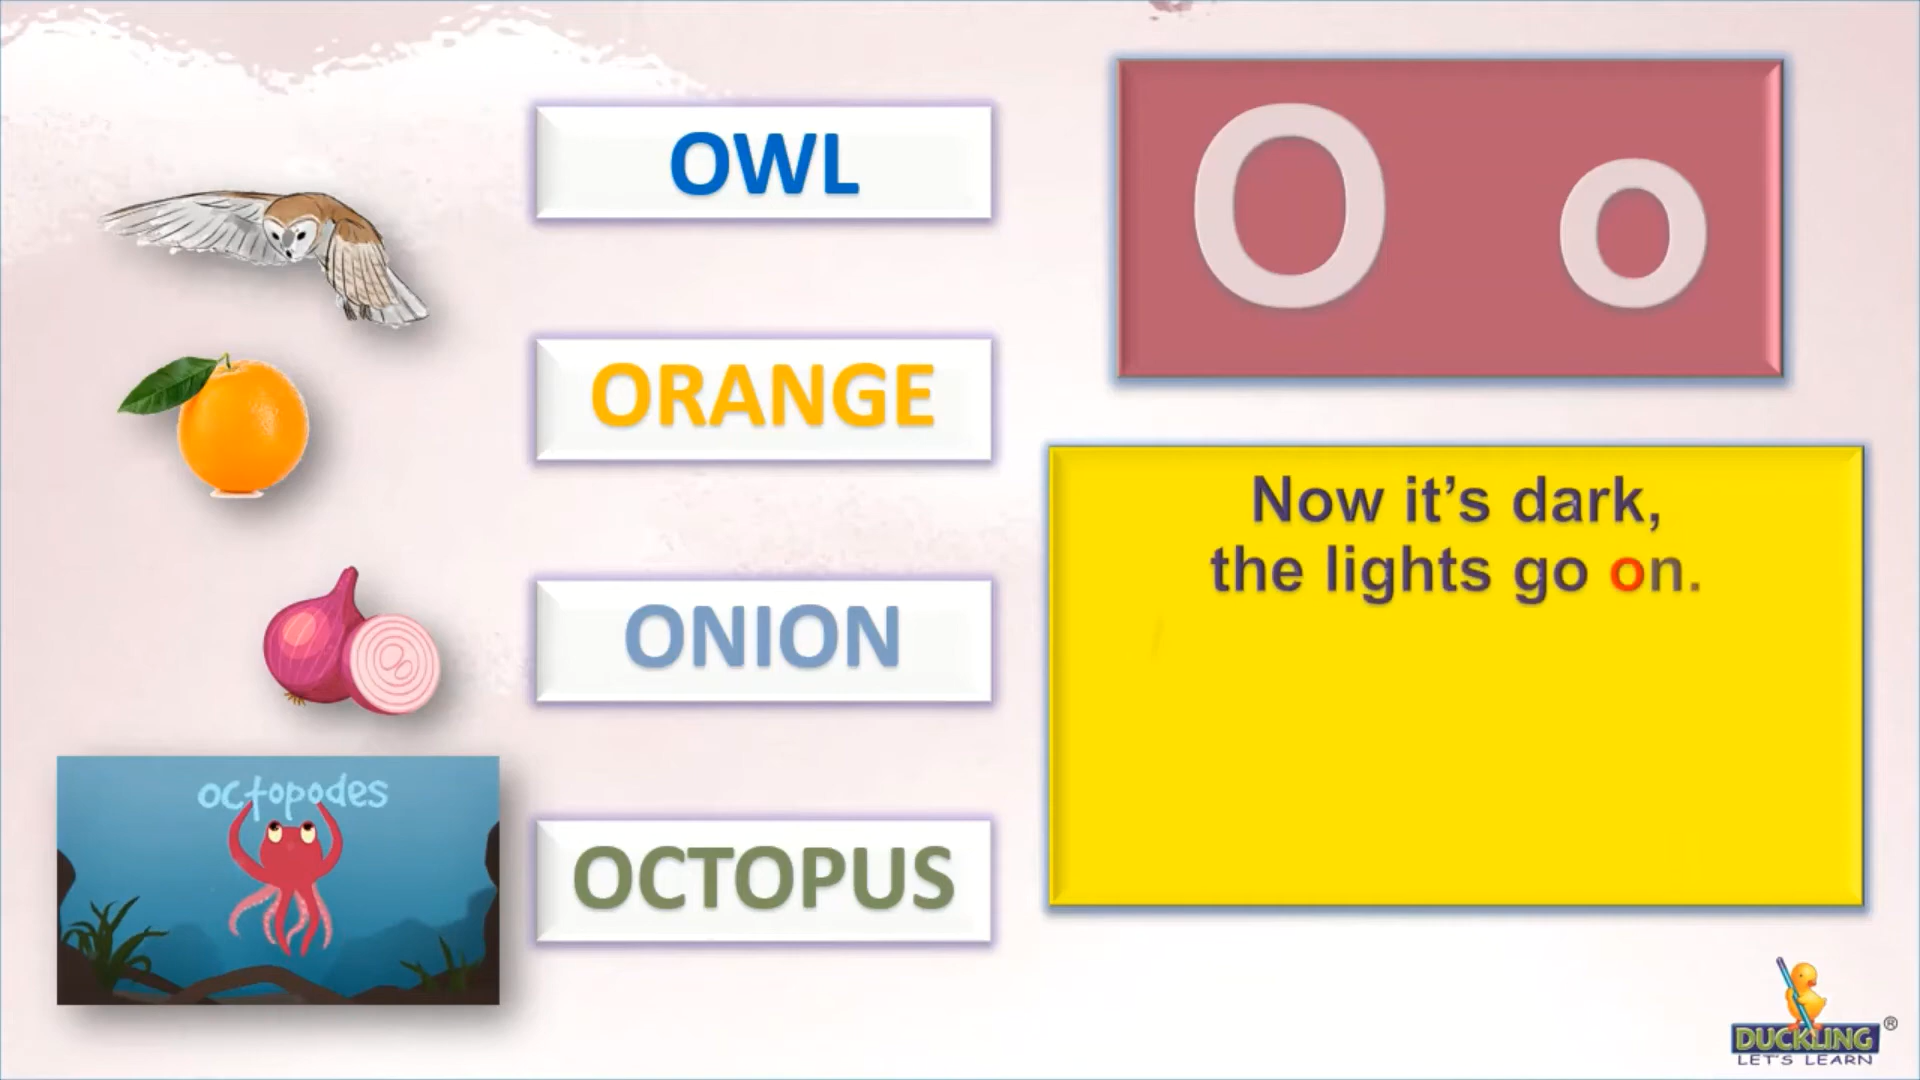 OWL
ORANGE
ONION
octopodes
OCTOPUS
O o
Now it’s dark,
the lights go on.
DUCKLING ®
LET'S LEARN